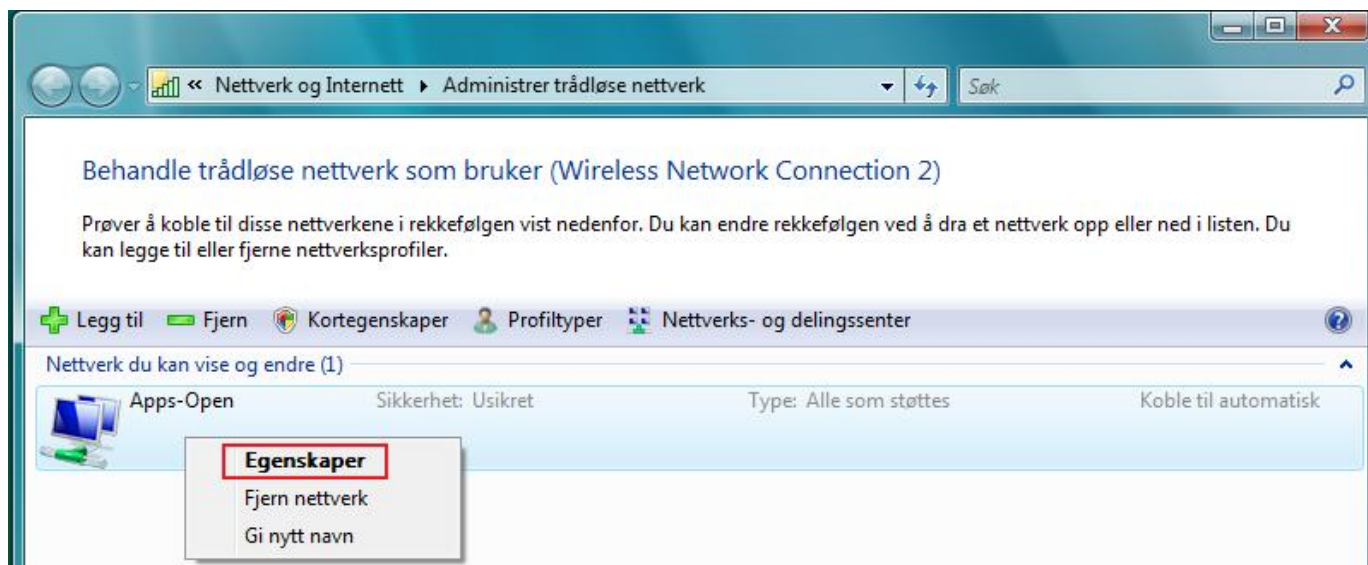 « Nettverk og Internett ▸ Administrer trådløse nettverk Søk
Behandle trådløse nettverk som bruker (Wireless Network Connection 2)
Prøver å koble til disse nettverkene i rekkefølgen vist nedenfor. Du kan endre rekkefølgen ved å dra et nettverk opp eller ned i listen. Du
kan legge til eller fjerne nettverksprofiler.
Legg til Fjern Kortegenskaper Profiltyper Nettverks- og delingssenter
Nettverk du kan vise og endre (1)
Apps-Open Sikkerhet: Usikret Type: Alle som støttes Koble til automatisk
Egenskaper
Fjern nettverk
Gi nytt navn